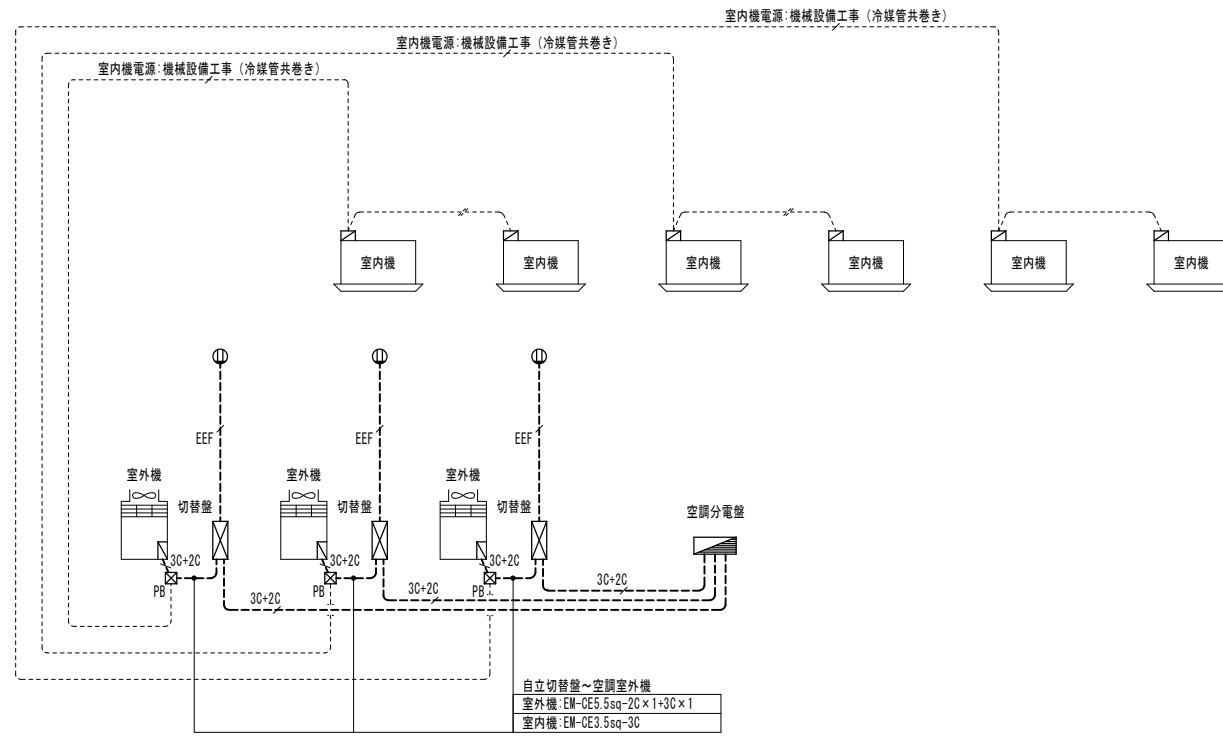 室内機電源:機械設備工事（冷媒管共巻き）
室内機電源:機械設備工事（冷媒管共巻き）
室内機電源:機械設備工事（冷媒管共巻き）
室内機
室内機
室内機
室内機
室内機
室内機
EEF
EEF
EEF
室外機
室外機
室外機
切替盤
切替盤
切替盤
空調分電盤
3C+2C
3C+2C
3C+2C
PB
PB
PB
3C+2C
3C+2C
3C+2C
自立切替盤～空調室外機
室外機:EM-CE5.5sq-2C×1+3C×1
室内機:EM-CE3.5sq-3C